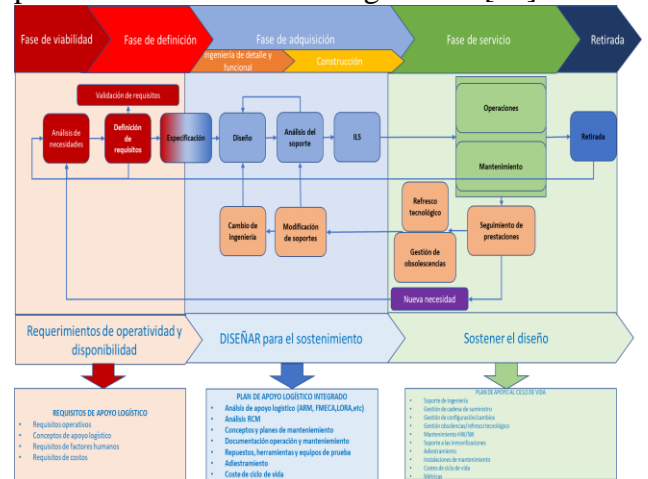 Fase de viabilidad
Fase de definición
Fase de adquisición
Fase de servicio
Retirada
Ingeniería de detalle y
funcional
Construcción
Validación de requisitos
Análisis de
necesidades
Definición
de
requisitos
Especificación
Diseño
Análisis del
soporte
ILS
Operaciones
Mantenimiento
Retirada
Cambio de
ingeniería
Modificación
de soportes
Refresco
tecnológico
Gestión de
obsolescencias
Seguimiento de
prestaciones
Nueva necesidad
Requerimientos de operatividad y
disponibilidad
DISEÑAR para el sostenimiento
Sostener el diseño
REQUISITOS DE APOYO LOGÍSTICO
• Requisitos operativos
• Conceptos de apoyo logístico
• Requisitos de factores humanos
• Requisitos de costos
PLAN DE APOYO LOGÍSTICO INTEGRADO
• Análisis de apoyo logístico (ARM, FMECA,LORA,etc)
• Análisis RCM
• Conceptos y planes de mantenimiento
• Documentación operación y mantenimiento
• Repuestos, herramientas y equipos de prueba
• Adiestramiento
• Coste de ciclo de vida
PLAN DE APOYO AL CICLO DE VIDA
• Soporte de ingeniería
• Gestión de cadena de suministro
• Gestión de configuración/cambios
• Gestión obsolencias/refresco tecnológico
• Mantenimiento HW/SW
• Soporte a las inmovilizaciones
• Adiestramiento
• Instalaciones de mantenimiento
• Costes de ciclo de vida
• Métricas